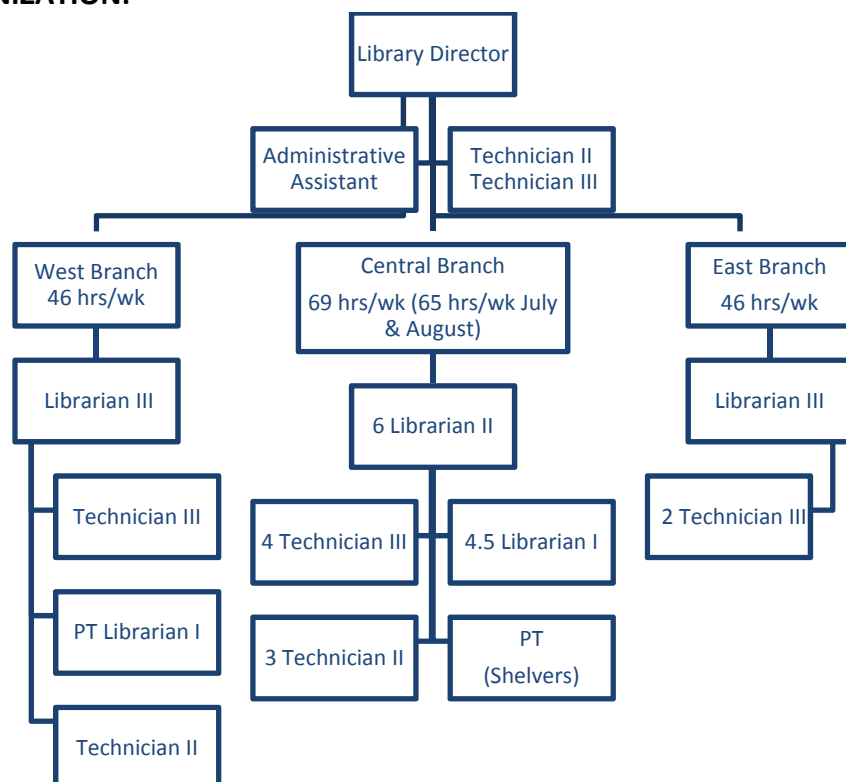 Library Director
Administrative
Assistant
Technician II
Technician III
West Branch
46 hrs/wk
Central Branch
69 hrs/wk (65 hrs/wk July
& August)
East Branch
46 hrs/wk
Librarian III
6 Librarian II
Librarian III
Technician III
4 Technician III
4.5 Librarian I
2 Technician III
PT Librarian I
3 Technician II
PT
(Shelvers)
Technician II